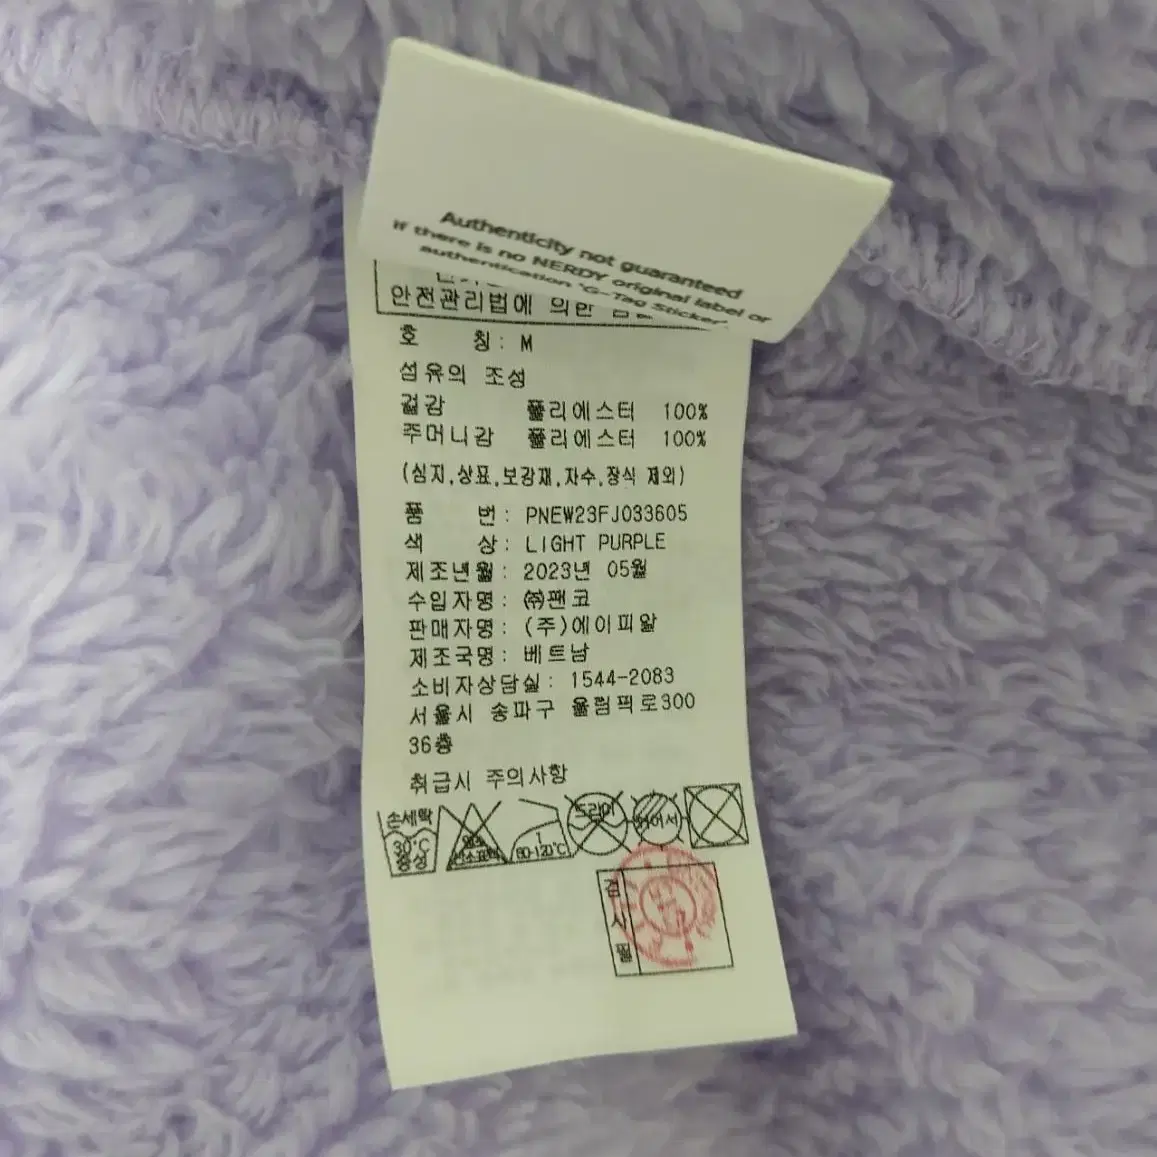 Authenticity not guaranteed
if there is no NERDY original label or
authentication 'G-Tag Sticker'
안전관리법에 의한
호 칭: M
섬유의 조성
겉감 폴리에스터 100%
주머니감 폴리에스터 100%
(심지,상표,보강재,자수,장식 제외)
품 번: PNEW23FJ033605
색 상: LIGHT PURPLE
제조년월: 2023년 05월
수입자명: ㈜팬코
판매자명: (주)에이피알
제조국명: 베트남
소비자상담실: 1544-2083
서울시 송파구 올림픽로300
36층
취급시 주의사항
손세탁 30°C 중성
염소 산소표백
80-120°C
드라이
검사필